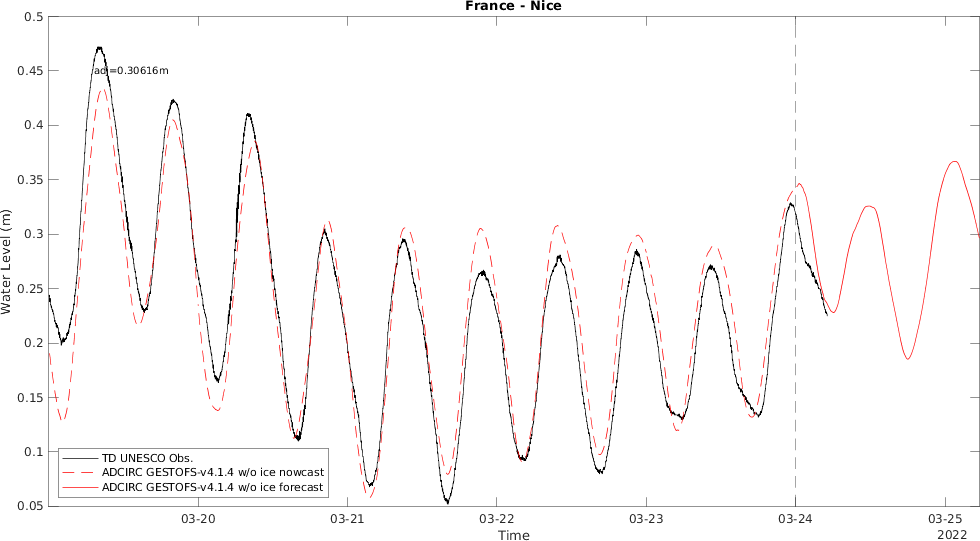 France - Nice
0.5
0.45
0.4
0.35
0.3
0.25
0.2
0.15
0.1
0.05
Water Level (m)
adj=0.30616m
TD UNESCO Obs.
ADCIRC GESTOFS-v4.1.4 w/o ice nowcast
ADCIRC GESTOFS-v4.1.4 w/o ice forecast
03-20
03-21
03-22
03-23
03-24
03-25
Time
2022